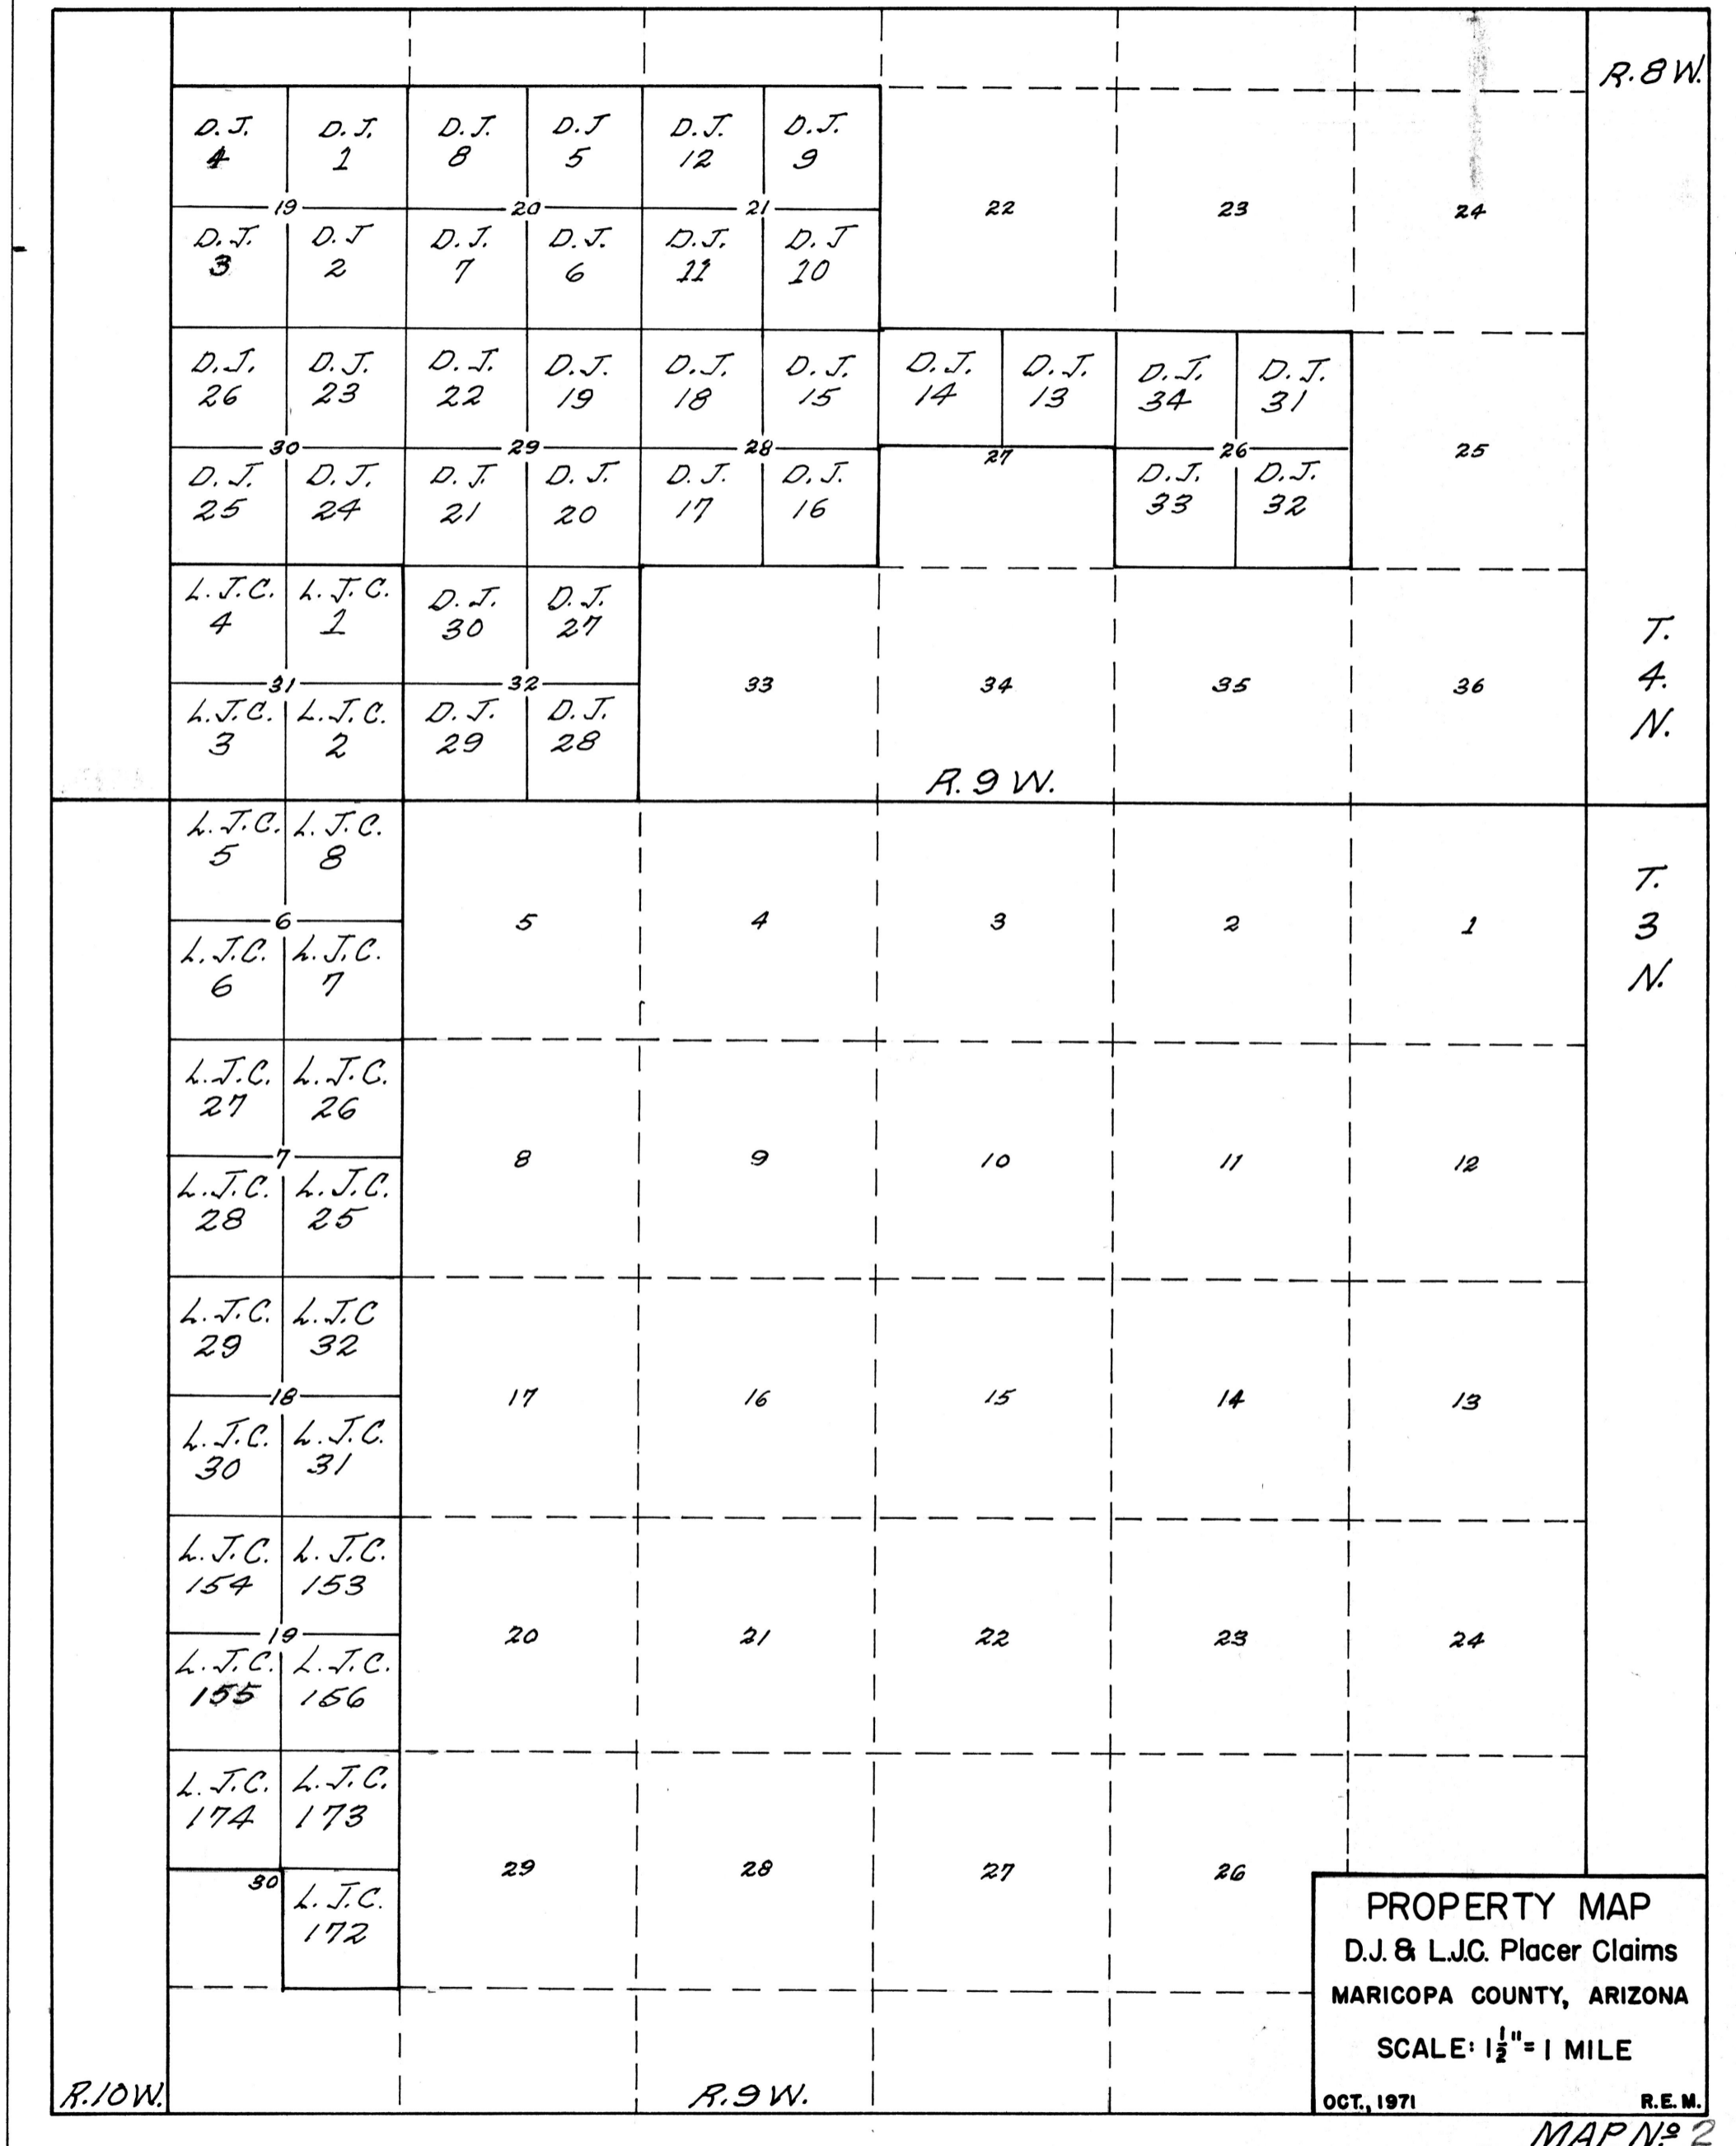 R. 8 W.
D. J. D. J. D. J. D. J D. J. D. J.
4 1 8 5 12 9
19 20 21 22 23 24
D. J. D. J D. J. D. J. D. J. D. J
3 2 7 6 11 10
D. J. D. J. D. J. D. J. D. J. D. J. D. J. D. J. D. J. D. J.
26 23 22 19 18 15 14 13 34 31
30 29 28 27 26 25
D. J. D. J. D. J. D. J. D. J. D. J. D. J. D. J.
25 24 21 20 17 16 33 32
L. J. C. L. J. C. D. J. D. J.
4 1 30 27
T.
4.
N.
31 32 33 34 35 36
L. J. C. L. J. C. D. J. D. J.
3 2 29 28
R. 9 W.
L. J. C. L. J. C.
5 8
T.
3
N.
6 5 4 3 2 1
L. J. C. L. J. C.
6 7
L. J. C. L. J. C.
27 26
7 8 9 10 11 12
L. J. C. L. J. C.
28 25
L. J. C. L. J. C
29 32
18 17 16 15 14 13
L. J. C. L. J. C.
30 31
L. J. C. L. J. C.
154 153
19 20 21 22 23 24
L. J. C. L. J. C.
155 156
L. J. C. L. J. C.
174 173
30 29 28 27 26
L. J. C.
172
PROPERTY MAP
D.J. & L.J.C. Placer Claims
MARICOPA COUNTY, ARIZONA
SCALE: 1½" = 1 MILE
OCT., 1971 R. E. M.
R. 10 W. R. 9 W.
MAP Nº 2